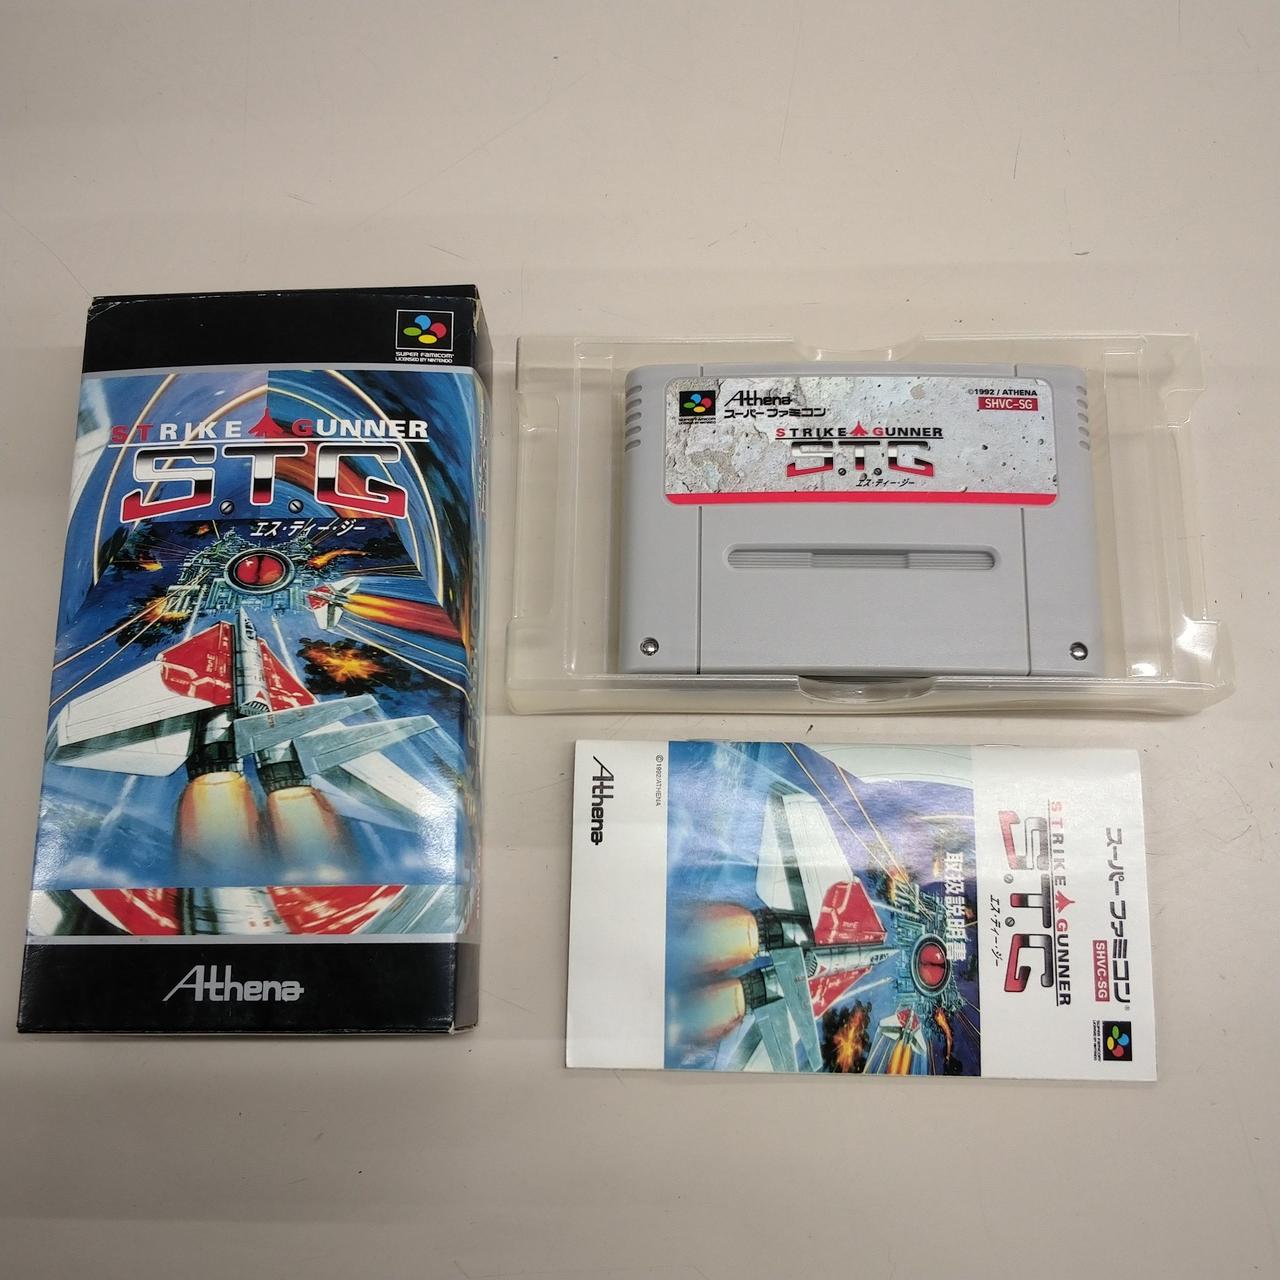 SUPER FAMICOM
LICENSED BY NINTENDO
STRIKE GUNNER
S.T.G
エス・ティー・ジー
Athena
Athena
スーパーファミコン
©1992 / ATHENA
SHVC-SG
STRIKE GUNNER
S.T.G
エス・ティー・ジー
スーパーファミコン
SHVC-SG
STRIKE GUNNER
S.T.G
エス・ティー・ジー
取扱説明書
©1992/ATHENA
Athena